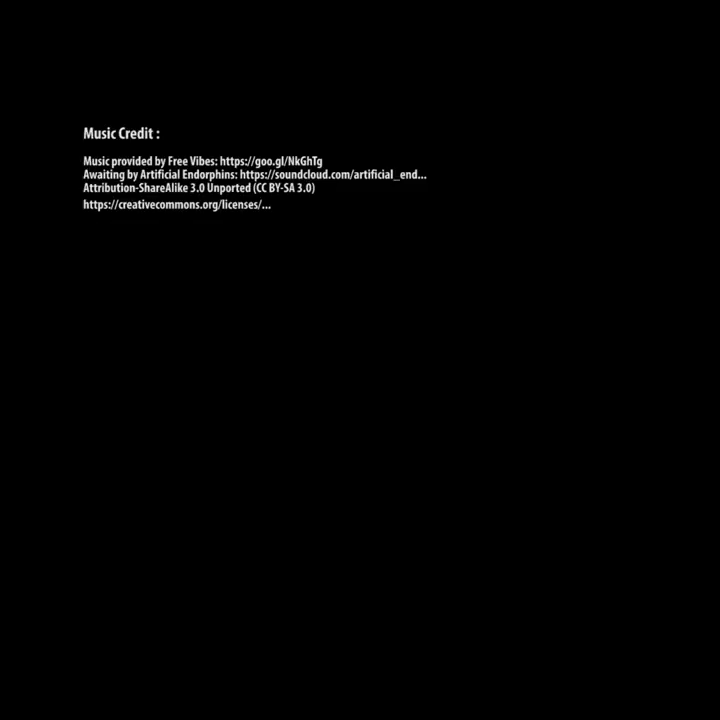 Music Credit :
Music provided by Free Vibes: https://goo.gl/NkGhTg
Awaiting by Artificial Endorphins: https://soundcloud.com/artificial_end...
Attribution-ShareAlike 3.0 Unported (CC BY-SA 3.0)
https://creativecommons.org/licenses/...